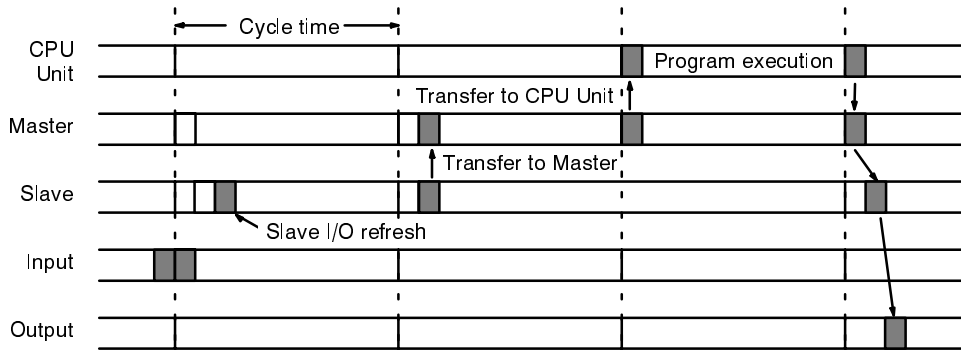 Cycle time
CPU
Unit
Program execution
Transfer to CPU Unit
Master
Transfer to Master
Slave
Slave I/O refresh
Input
Output